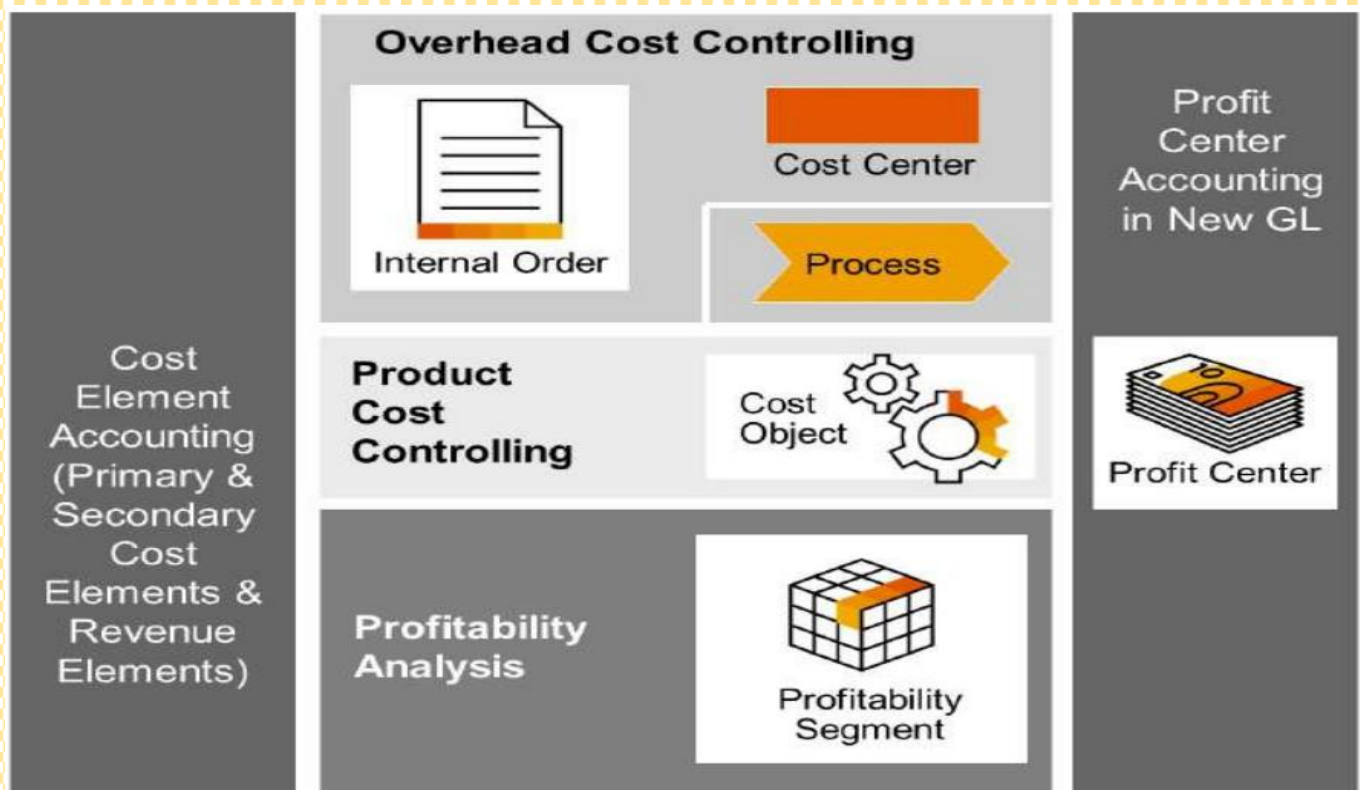 Cost
Element
Accounting
(Primary &
Secondary
Cost
Elements &
Revenue
Elements)
Overhead Cost Controlling
Internal Order
Cost Center
Process
Product
Cost
Controlling
Cost
Object
Profitability
Analysis
Profitability
Segment
Profit
Center
Accounting
in New GL
10
Profit Center